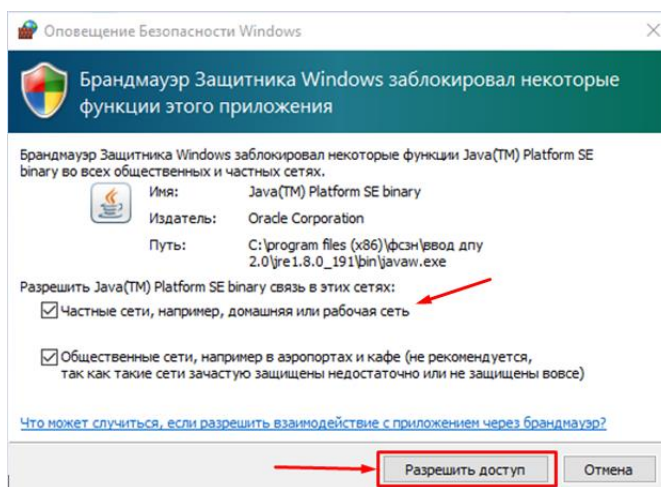 Оповещение Безопасности Windows
Брандмауэр Защитника Windows заблокировал некоторые
функции этого приложения
Брандмауэр Защитника Windows заблокировал некоторые функции Java(TM) Platform SE
binary во всех общественных и частных сетях.
Имя: Java(TM) Platform SE binary
Издатель: Oracle Corporation
Путь: C:\program files (x86)\фсзн\ввод дпу
2.0\jre1.8.0_191\bin\javaw.exe
Разрешить Java(TM) Platform SE binary связь в этих сетях:
Частные сети, например, домашняя или рабочая сеть
Общественные сети, например в аэропортах и кафе (не рекомендуется,
так как такие сети зачастую защищены недостаточно или не защищены вовсе)
Что может случиться, если разрешить взаимодействие с приложением через брандмауэр?
Разрешить доступ Отмена